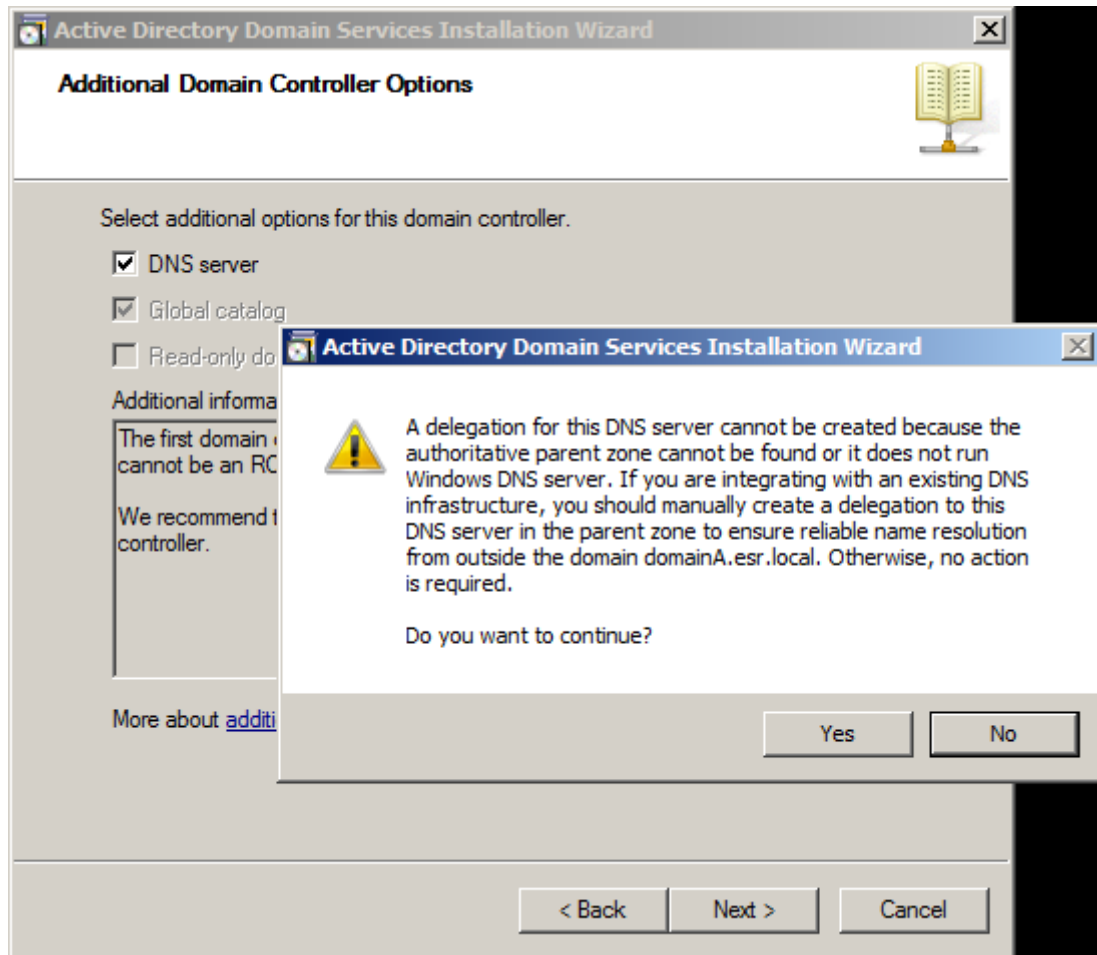 Active Directory Domain Services Installation Wizard
Additional Domain Controller Options
Select additional options for this domain controller.
DNS server
Global catalog
Read-only do
Additional informa
The first domain
cannot be an RO
We recommend t
controller.
More about additi
Active Directory Domain Services Installation Wizard
A delegation for this DNS server cannot be created because the
authoritative parent zone cannot be found or it does not run
Windows DNS server. If you are integrating with an existing DNS
infrastructure, you should manually create a delegation to this
DNS server in the parent zone to ensure reliable name resolution
from outside the domain domainA.esr.local. Otherwise, no action
is required.
Do you want to continue?
Yes
No
< Back
Next >
Cancel